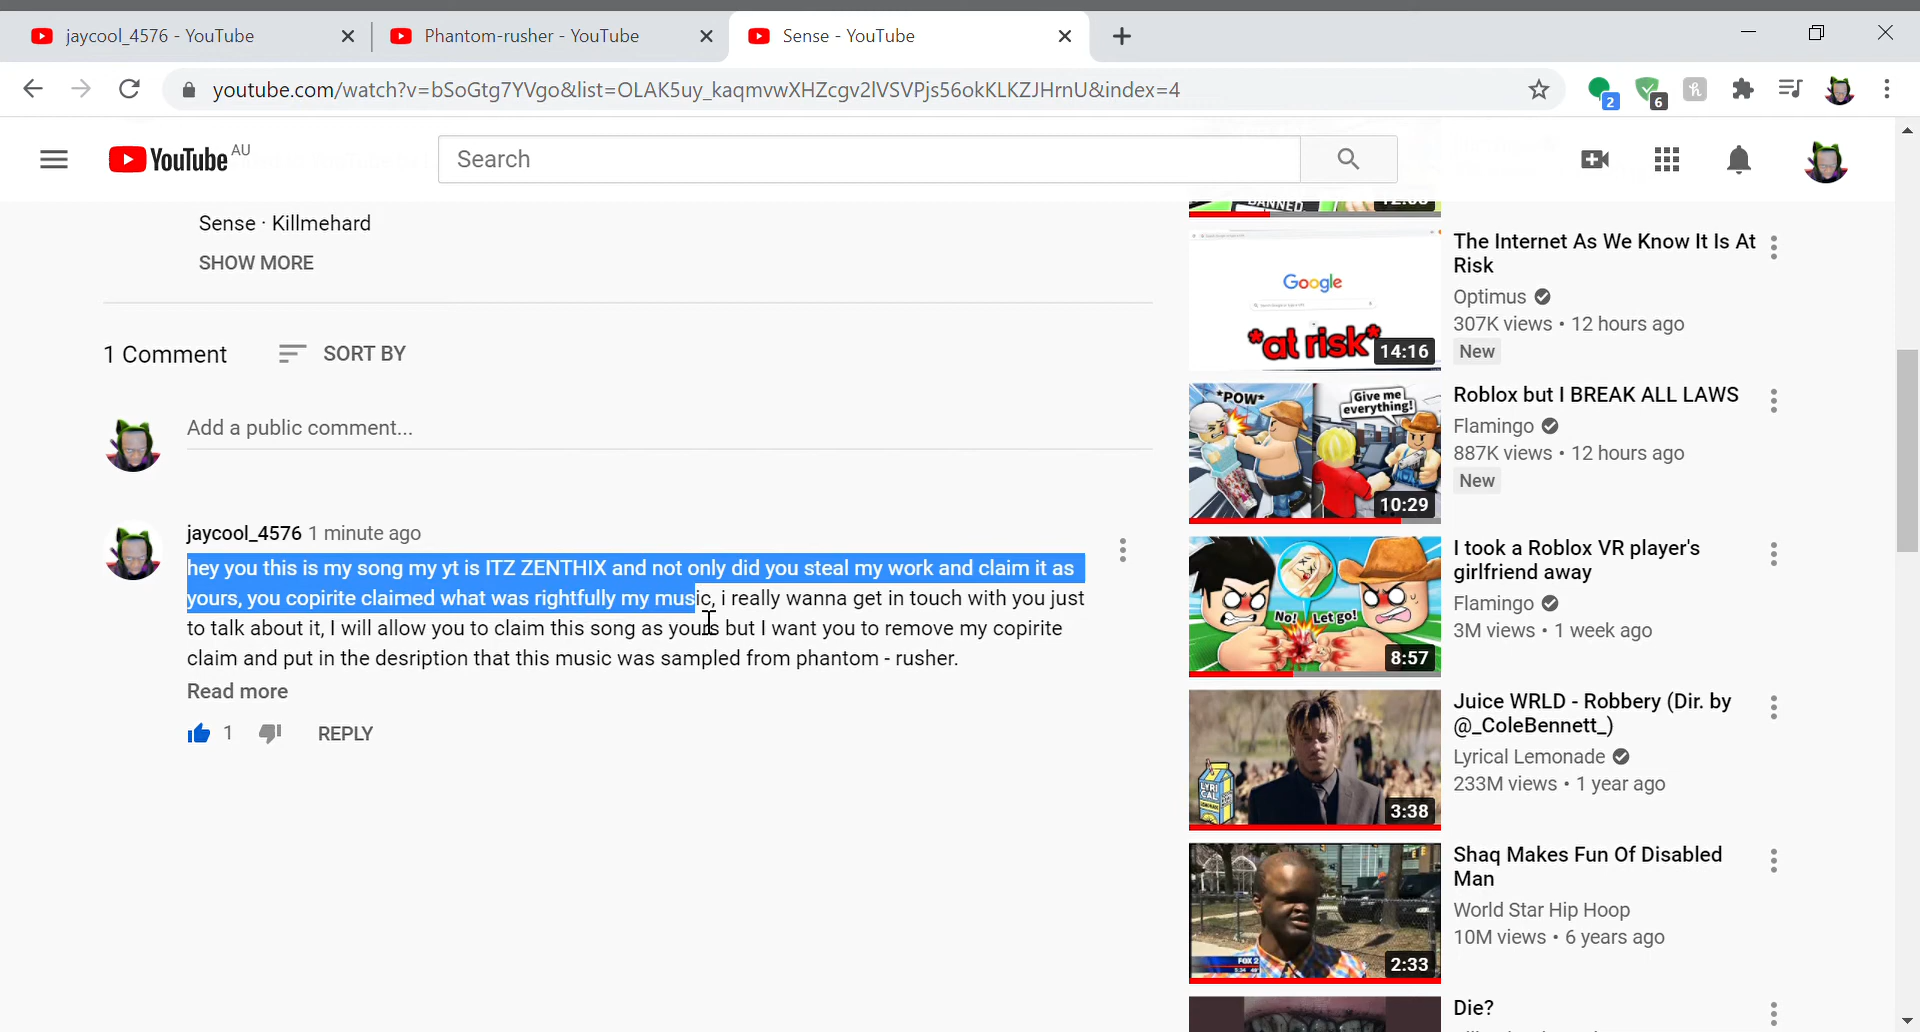 jaycool_4576 - YouTube
Phantom-rusher - YouTube
Sense - YouTube
youtube.com/watch?v=bSoGtg7YVgo&list=OLAK5uy_kaqmvwXHZcgv2lVSVPjs56okKLKZJHrnU&index=4
2
6
YouTube AU
Search
Sense · Killmehard
SHOW MORE
1 Comment
SORT BY
Add a public comment...
jaycool_4576 1 minute ago
hey you this is my song my yt is ITZ ZENTHIX and not only did you steal my work and claim it as
yours, you copirite claimed what was rightfully my music, i really wanna get in touch with you just
to talk about it, I will allow you to claim this song as yours but I want you to remove my copirite
claim and put in the desription that this music was sampled from phantom - rusher.
Read more
1
REPLY
BANNED
The Internet As We Know It Is At
Risk
Optimus
307K views • 12 hours ago
New
Google
*at risk*
14:16
Roblox but I BREAK ALL LAWS
Flamingo
887K views • 12 hours ago
New
*POW*
Give me
everything!
10:29
I took a Roblox VR player's
girlfriend away
Flamingo
3M views • 1 week ago
No!
Let go!
8:57
Juice WRLD - Robbery (Dir. by
@_ColeBennett_)
Lyrical Lemonade
233M views • 1 year ago
LYRI
CAL
3:38
Shaq Makes Fun Of Disabled
Man
World Star Hip Hoop
10M views • 6 years ago
FOX 2
2:33
Die?